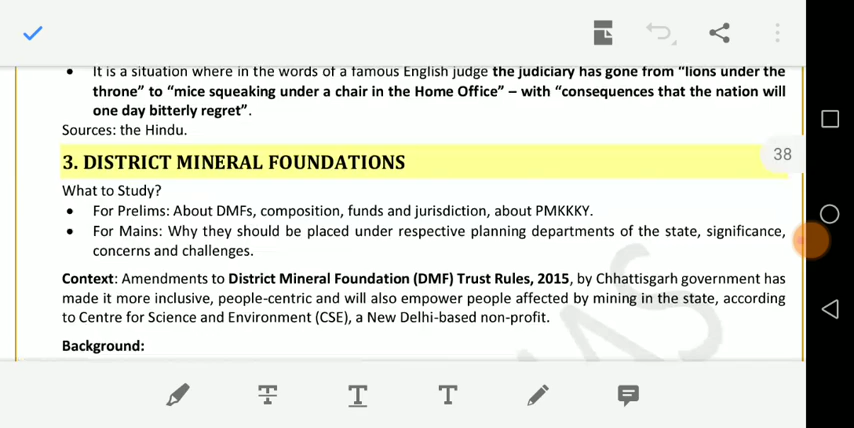 • It is a situation where in the words of a famous English judge the judiciary has gone from “lions under the
throne” to “mice squeaking under a chair in the Home Office” – with “consequences that the nation will
one day bitterly regret”.
Sources: the Hindu.
3. DISTRICT MINERAL FOUNDATIONS
38
What to Study?
• For Prelims: About DMFs, composition, funds and jurisdiction, about PMKKKY.
• For Mains: Why they should be placed under respective planning departments of the state, significance,
concerns and challenges.
Context: Amendments to District Mineral Foundation (DMF) Trust Rules, 2015, by Chhattisgarh government has
made it more inclusive, people-centric and will also empower people affected by mining in the state, according
to Centre for Science and Environment (CSE), a New Delhi-based non-profit.
Background:
T T T